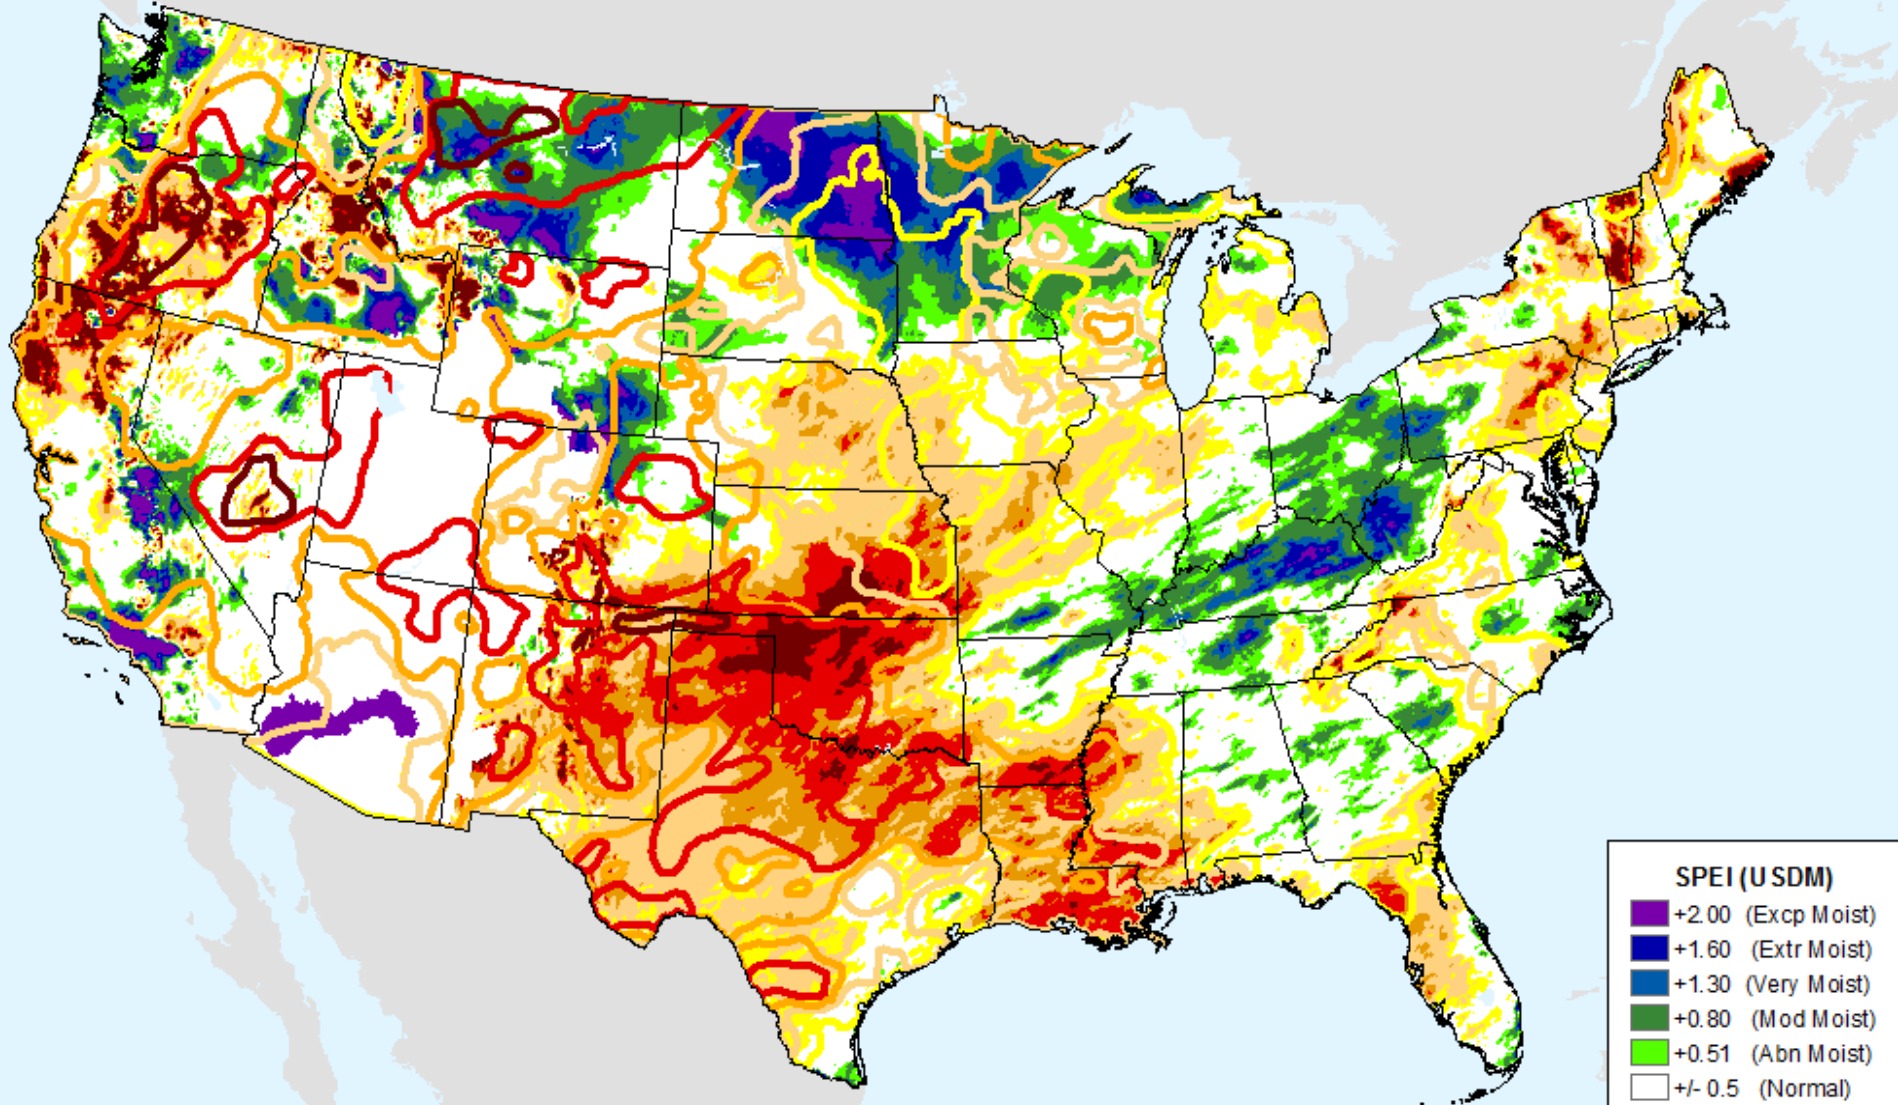 SPEI (USDM)
+2.00 (Excp Moist)
+1.60 (Extr Moist)
+1.30 (Very Moist)
+0.80 (Mod Moist)
+0.51 (Abn Moist)
+/- 0.5 (Normal)